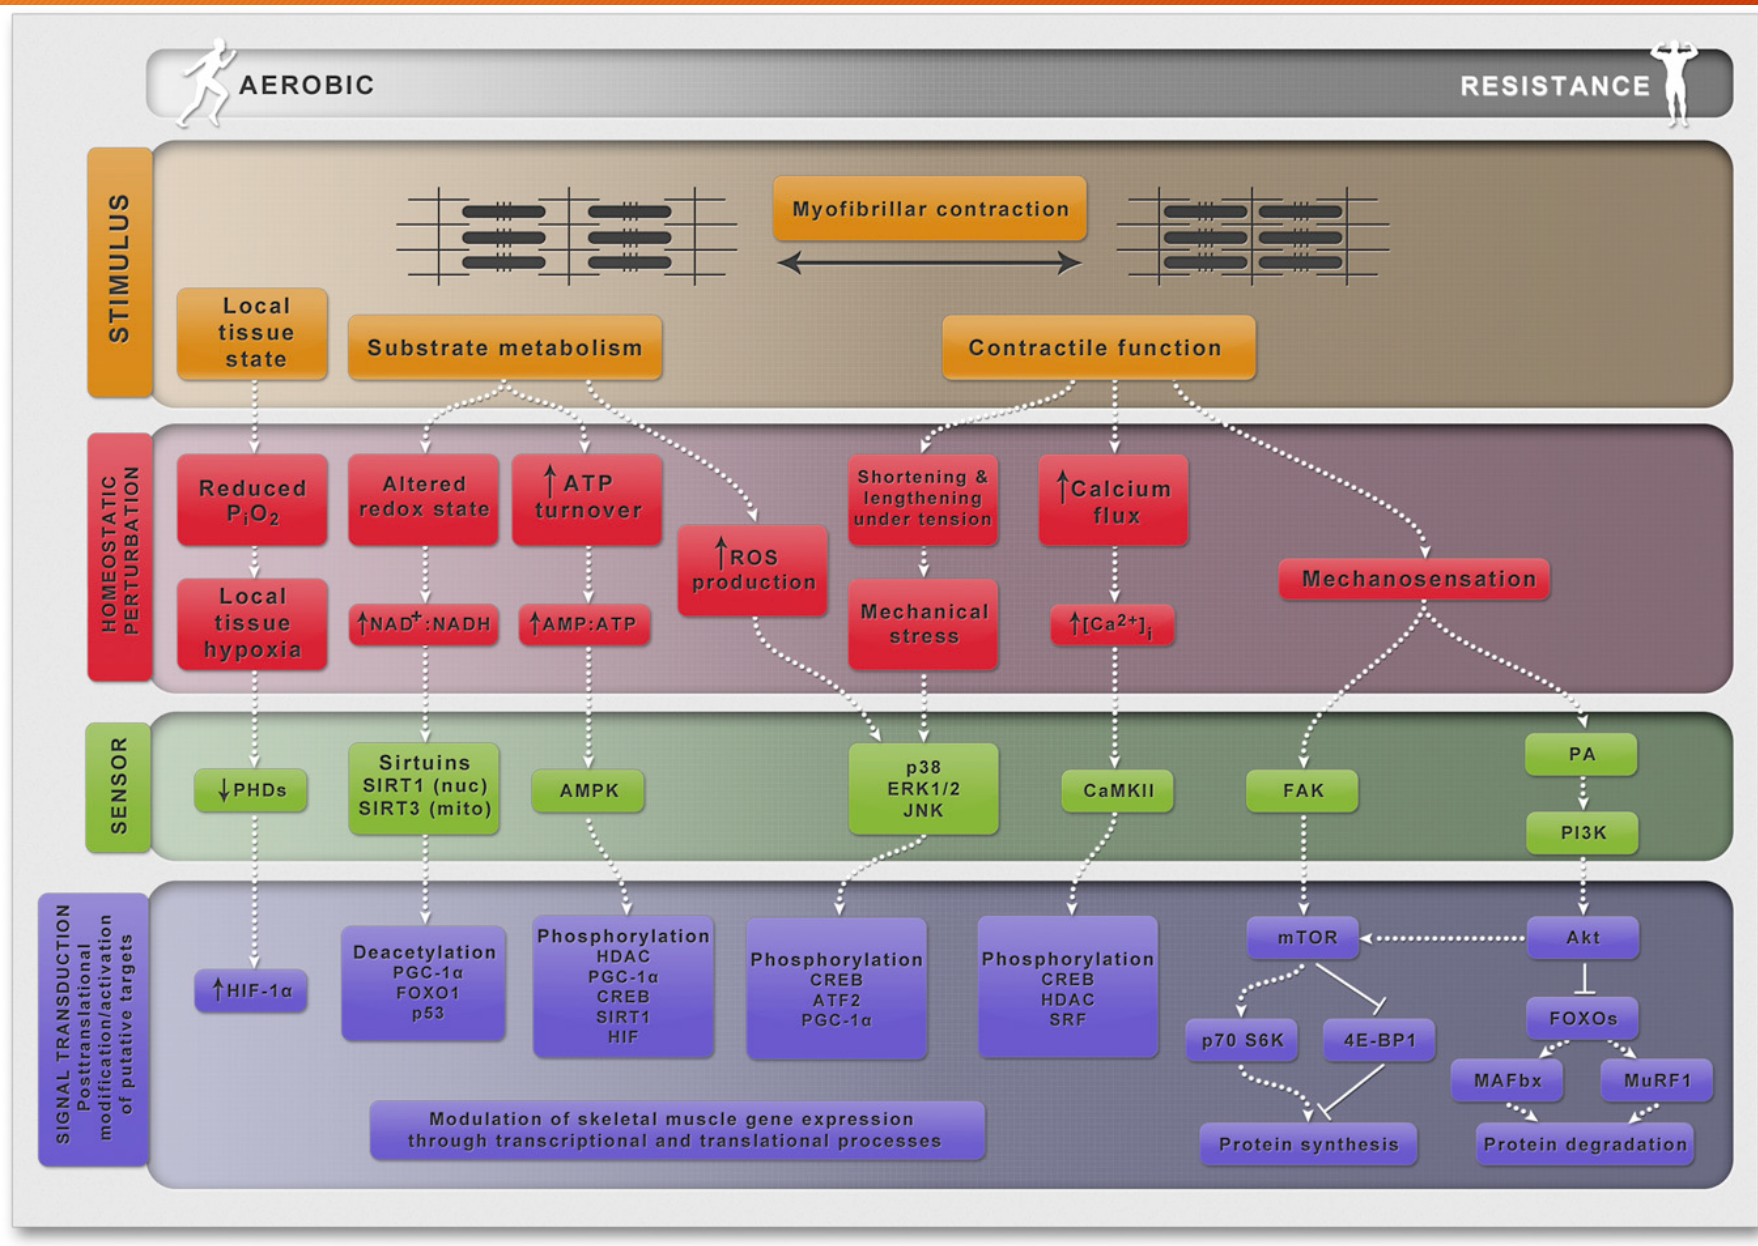 AEROBIC
RESISTANCE
STIMULUS
Myofibrillar contraction
Local
tissue
state
Substrate metabolism
Contractile function
HOMEOSTATIC
PERTURBATION
Reduced
PᵢO₂
Altered
redox state
↑ATP
turnover
↑ROS
production
Shortening &
lengthening
under tension
↑Calcium
flux
Mechanosensation
Local
tissue
hypoxia
↑NAD⁺:NADH
↑AMP:ATP
Mechanical
stress
↑[Ca²⁺]ᵢ
SENSOR
↓PHDs
Sirtuins
SIRT1 (nuc)
SIRT3 (mito)
AMPK
p38
ERK1/2
JNK
CaMKII
FAK
PA
PI3K
SIGNAL TRANSDUCTION
Posttranslational
modification/activation
of putative targets
↑HIF-1α
Deacetylation
PGC-1α
FOXO1
p53
Phosphorylation
HDAC
PGC-1α
CREB
SIRT1
HIF
Phosphorylation
CREB
ATF2
PGC-1α
Phosphorylation
CREB
HDAC
SRF
mTOR
Akt
p70 S6K
4E-BP1
FOXOs
MAFbx
MuRF1
Protein synthesis
Protein degradation
Modulation of skeletal muscle gene expression
through transcriptional and translational processes